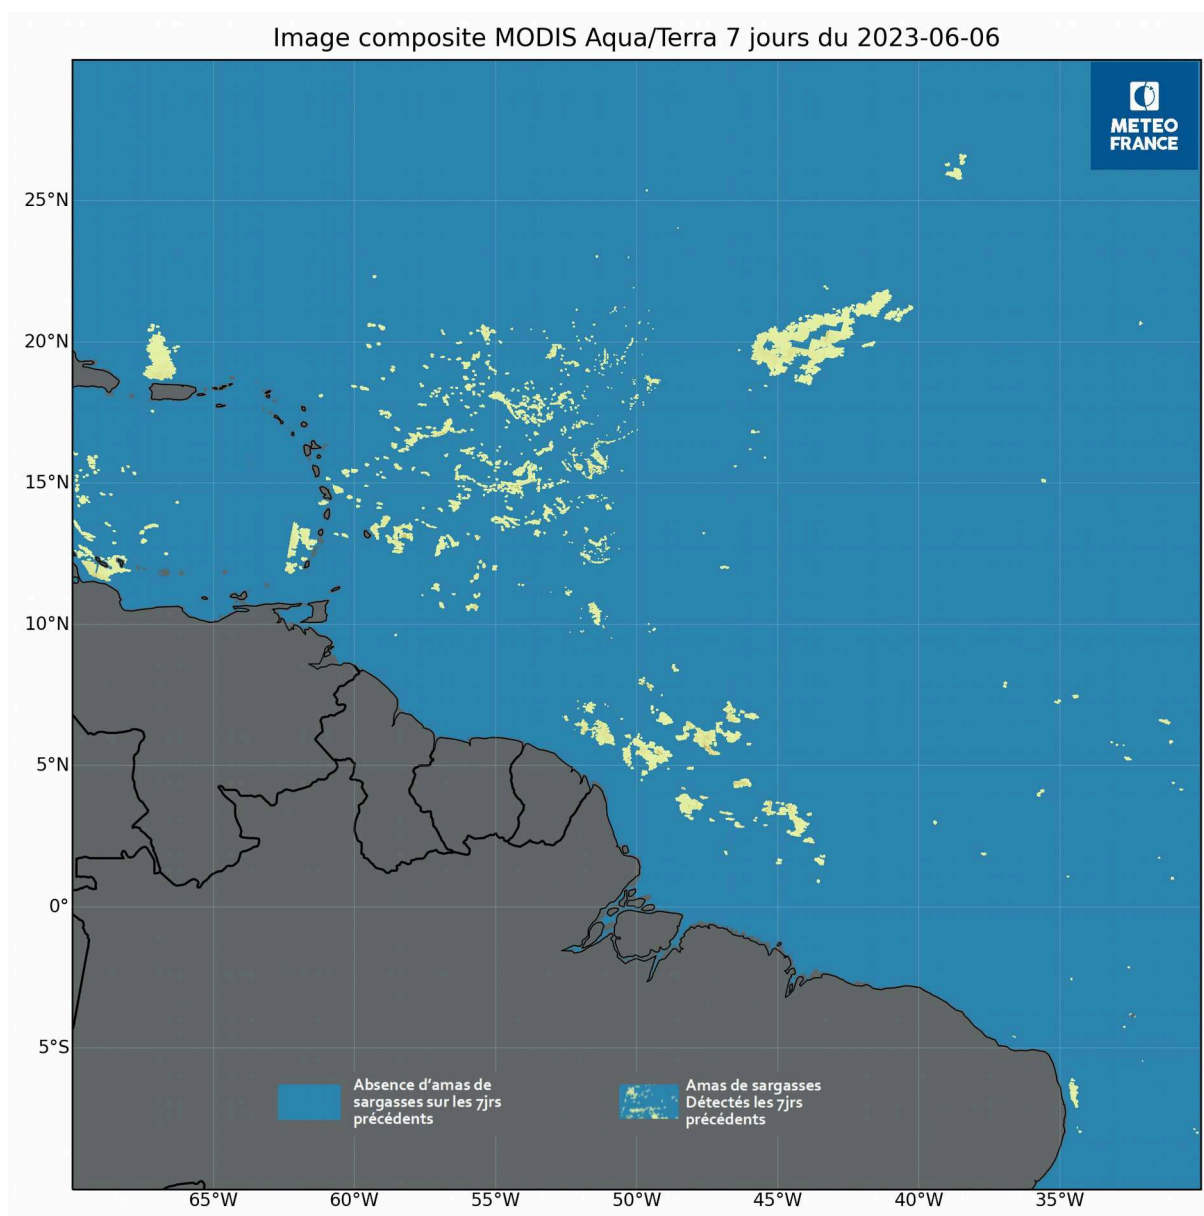 Image composite MODIS Aqua/Terra 7 jours du 2023-06-06
METEO
FRANCE
25°N
20°N
15°N
10°N
5°N
0°
5°S
Absence d'amas de
sargasses sur les 7jrs
précédents
Amas de sargasses
Détectés les 7jrs
précédents
65°W
60°W
55°W
50°W
45°W
40°W
35°W